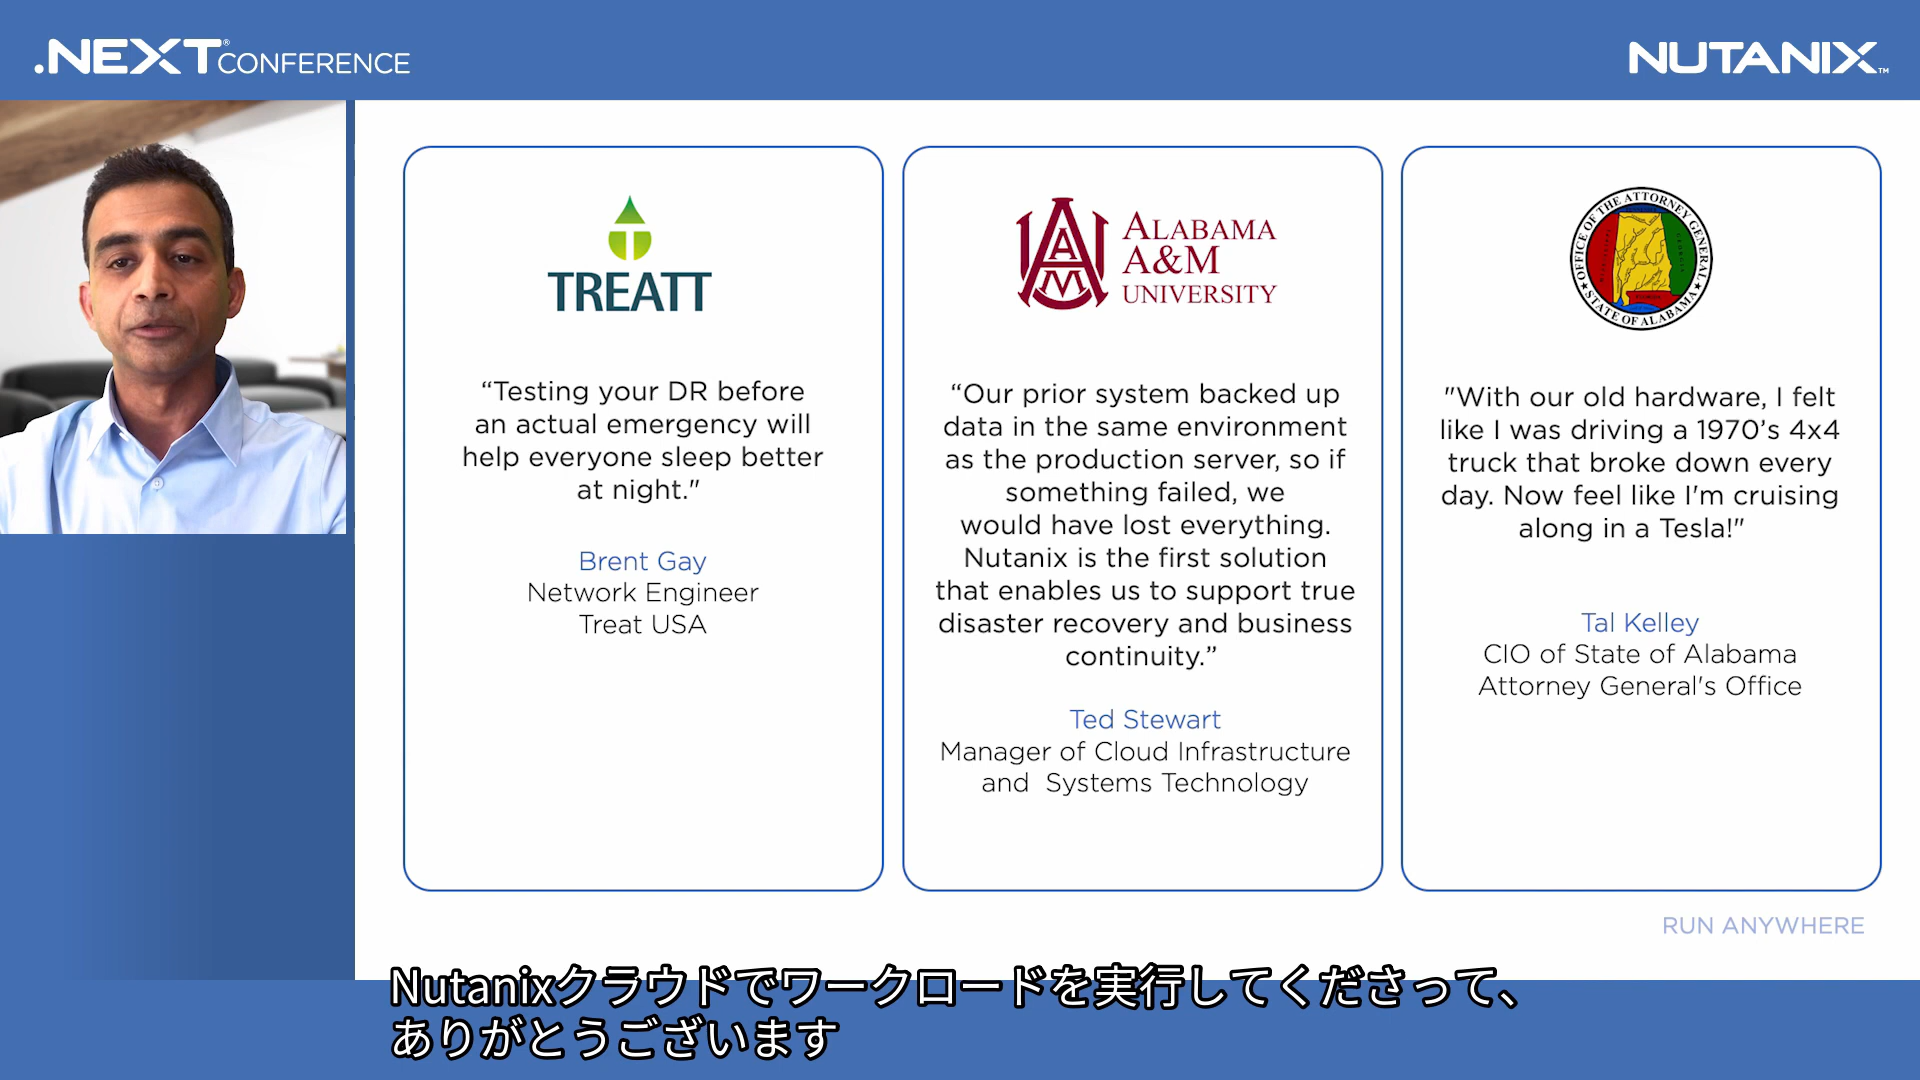 .NEXT® CONFERENCE
NUTANIX™
TREATT
“Testing your DR before
an actual emergency will
help everyone sleep better
at night."
Brent Gay
Network Engineer
Treat USA
AAM
ALABAMA
A&M
UNIVERSITY
“Our prior system backed up
data in the same environment
as the production server, so if
something failed, we
would have lost everything.
Nutanix is the first solution
that enables us to support true
disaster recovery and business
continuity.”
Ted Stewart
Manager of Cloud Infrastructure
and  Systems Technology
OFFICE OF THE ATTORNEY GENERAL
STATE OF ALABAMA
"With our old hardware, I felt
like I was driving a 1970’s 4x4
truck that broke down every
day. Now feel like I'm cruising
along in a Tesla!"
Tal Kelley
CIO of State of Alabama
Attorney General's Office
RUN ANYWHERE
Nutanixクラウドでワークロードを実行してくださって、
ありがとうございます